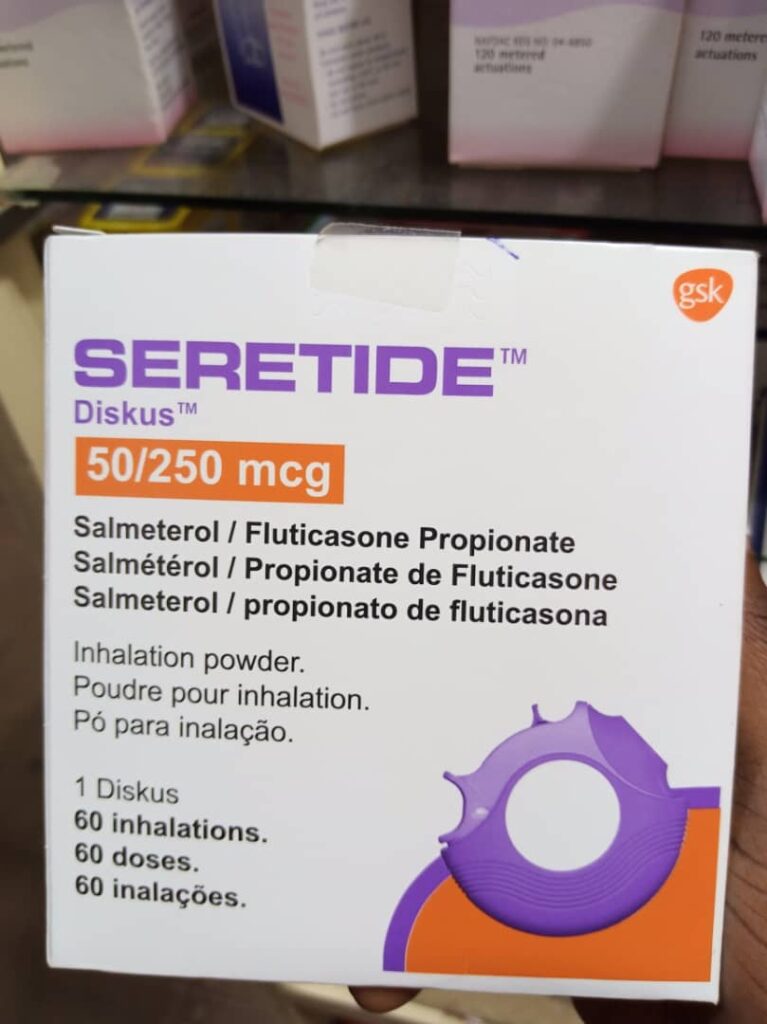 120 metered
actuations
120 metere
actuations
gsk
SERETIDE™
Diskus™
50/250 mcg
Salmeterol / Fluticasone Propionate
Salmétérol / Propionate de Fluticasone
Salmeterol / propionato de fluticasona
Inhalation powder.
Poudre pour inhalation.
Pó para inalação.
1 Diskus
60 inhalations.
60 doses.
60 inalações.